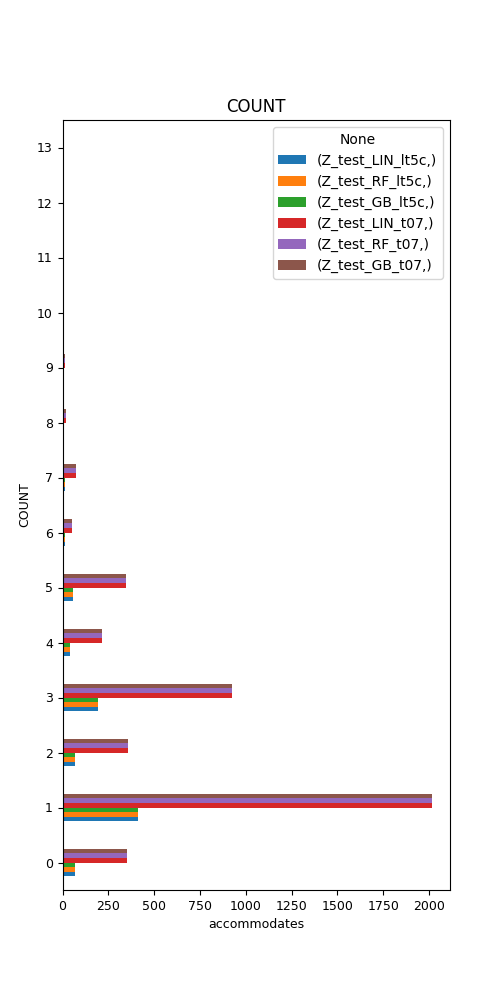 COUNT
None
(Z_test_LIN_lt5c,)
(Z_test_RF_lt5c,)
(Z_test_GB_lt5c,)
(Z_test_LIN_t07,)
(Z_test_RF_t07,)
(Z_test_GB_t07,)
13
12
11
10
9
8
7
6
5
4
3
2
1
0
COUNT
0 250 500 750 1000 1250 1500 1750 2000
accommodates